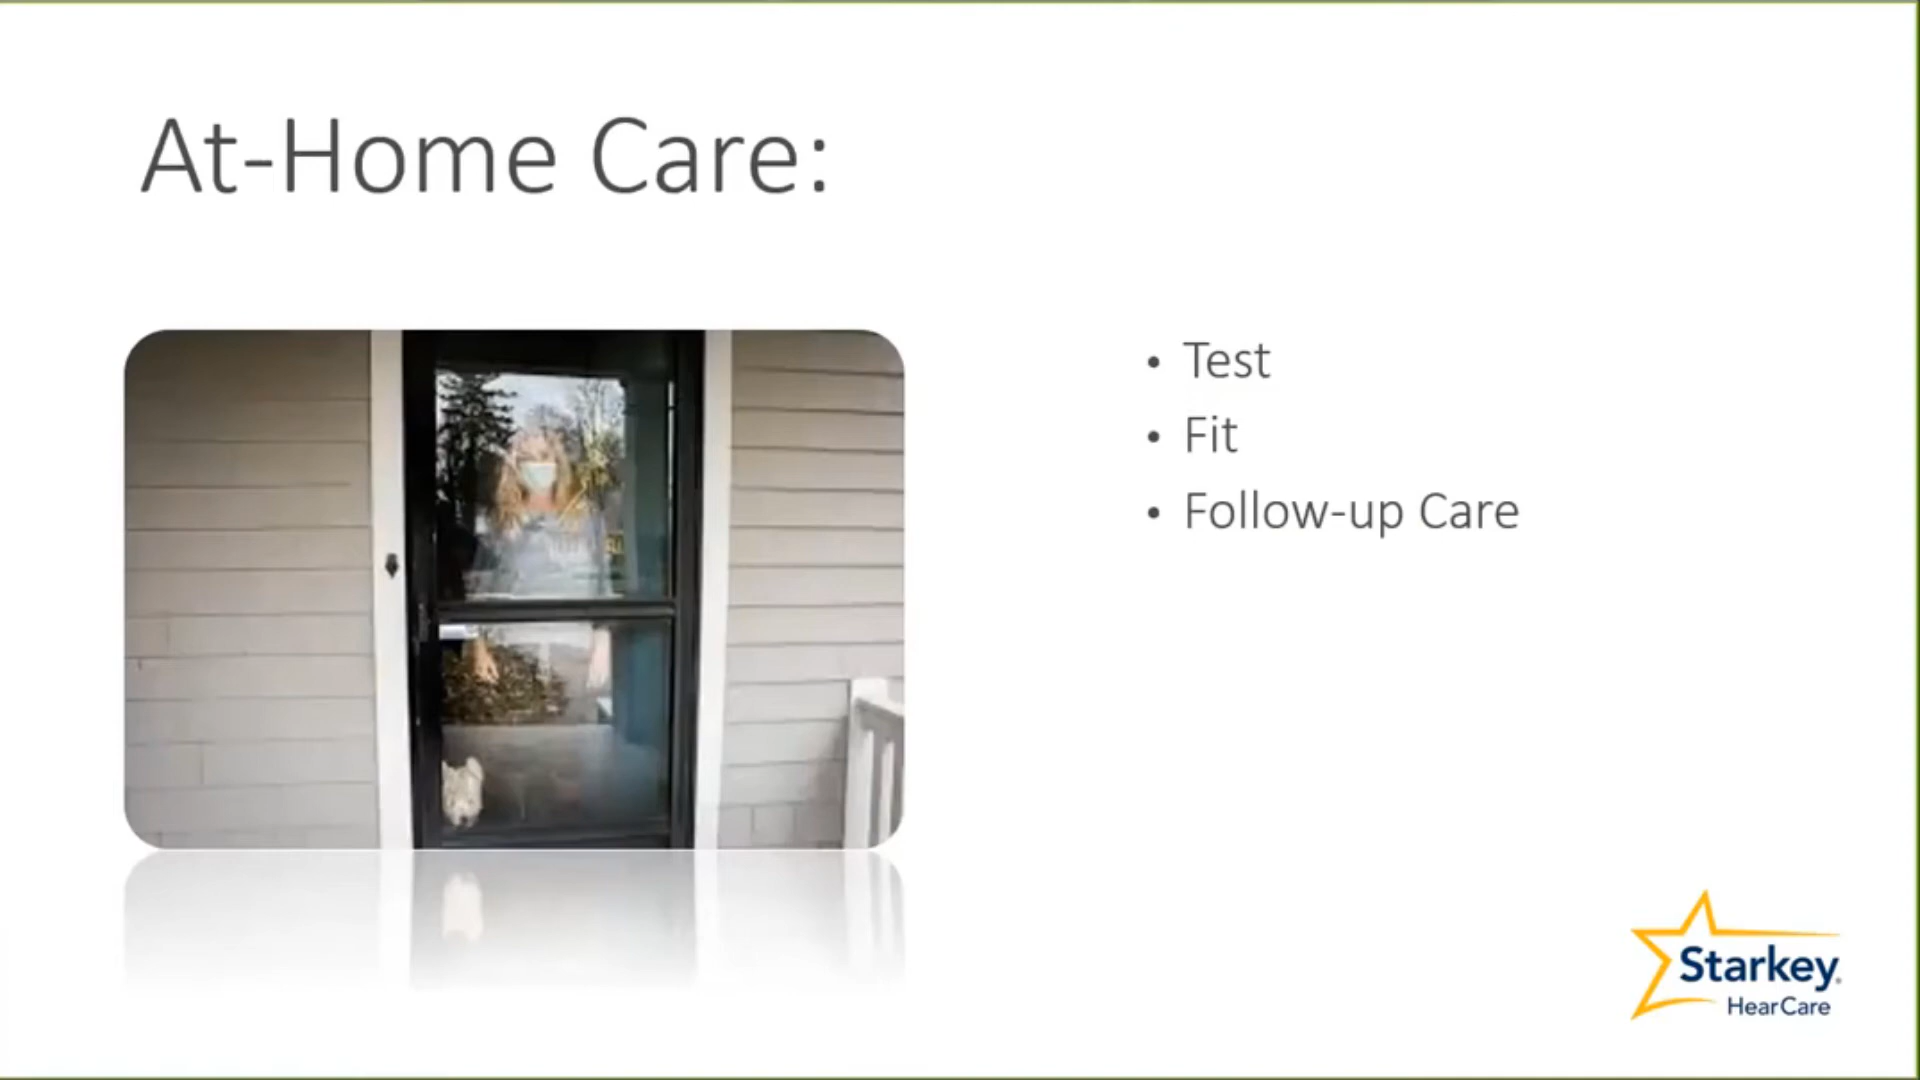 At-Home Care:
• Test
• Fit
• Follow-up Care
Starkey
HearCare